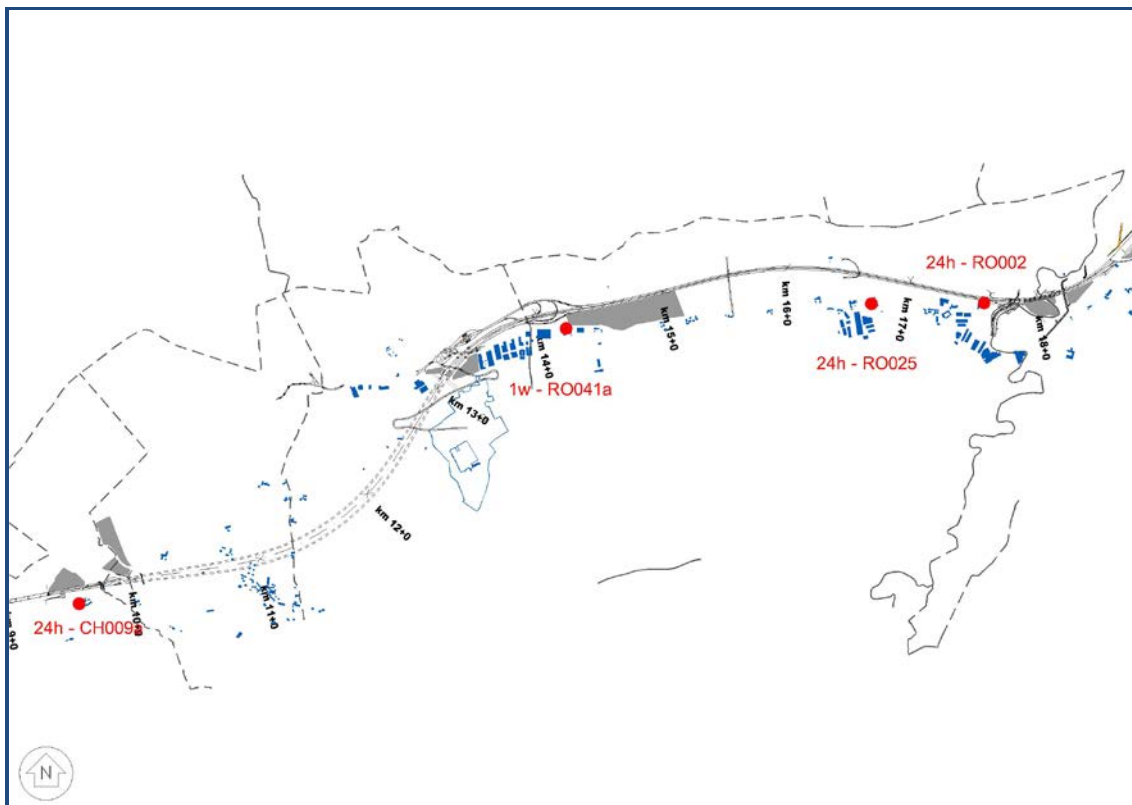 24h - RO002
km 16+0
km 17+0
km 15+0
km 18+0
km 14+0
24h - RO025
1w - RO041a
km 13+0
km 12+0
km 11+0
24h - CH009
N